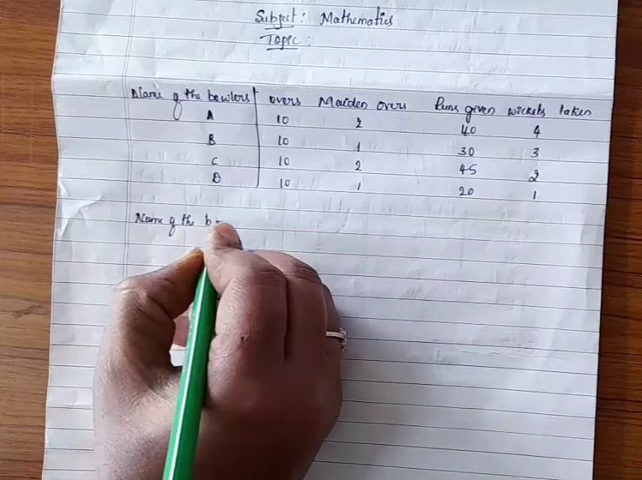 Subject: Mathematics
Topic:
Name of the bowlers overs Maiden overs Runs given wickets taken
A 10 2 40 4
B 10 1 30 3
C 10 2 45 2
D 10 1 20 1
Name of the b